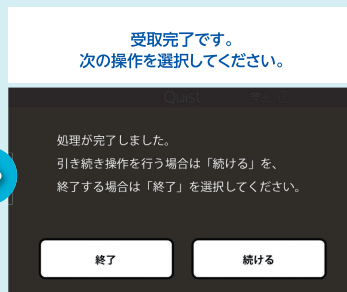 受取完了です。
次の操作を選択してください。
Quist
処理が完了しました。
引き続き操作を行う場合は「続ける」を、
終了する場合は「終了」を選択してください。
終了
続ける